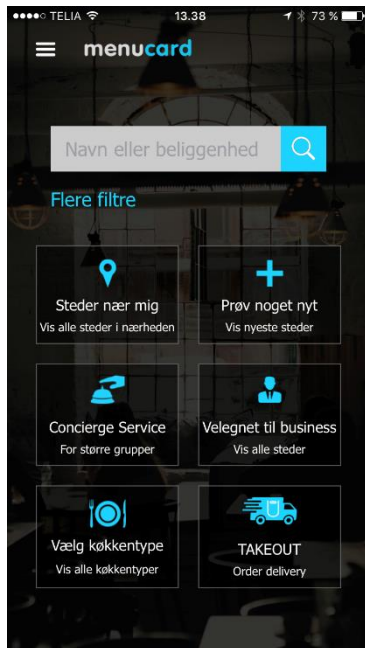 TELIA 13.38 73 %
menucard
Navn eller beliggenhed
Flere filtre
Steder nær mig
Vis alle steder i nærheden
Prøv noget nyt
Vis nyeste steder
Concierge Service
For større grupper
Velegnet til business
Vis alle steder
Vælg køkkentype
Vis alle køkkentyper
TAKEOUT
Order delivery